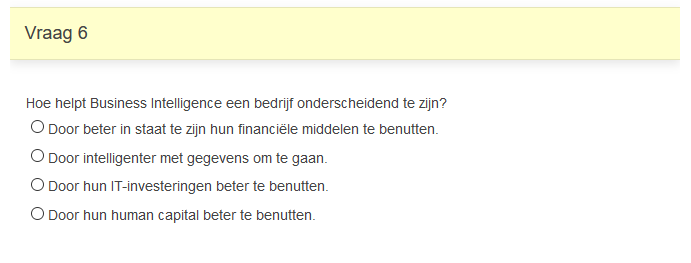 Vraag 6
Hoe helpt Business Intelligence een bedrijf onderscheidend te zijn?
Door beter in staat te zijn hun financiële middelen te benutten.
Door intelligenter met gegevens om te gaan.
Door hun IT-investeringen beter te benutten.
Door hun human capital beter te benutten.